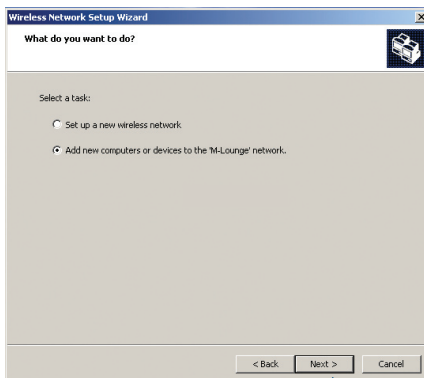 Wireless Network Setup Wizard
What do you want to do?
Select a task:
Set up a new wireless network
Add new computers or devices to the 'M-Lounge' network.
< Back
Next >
Cancel